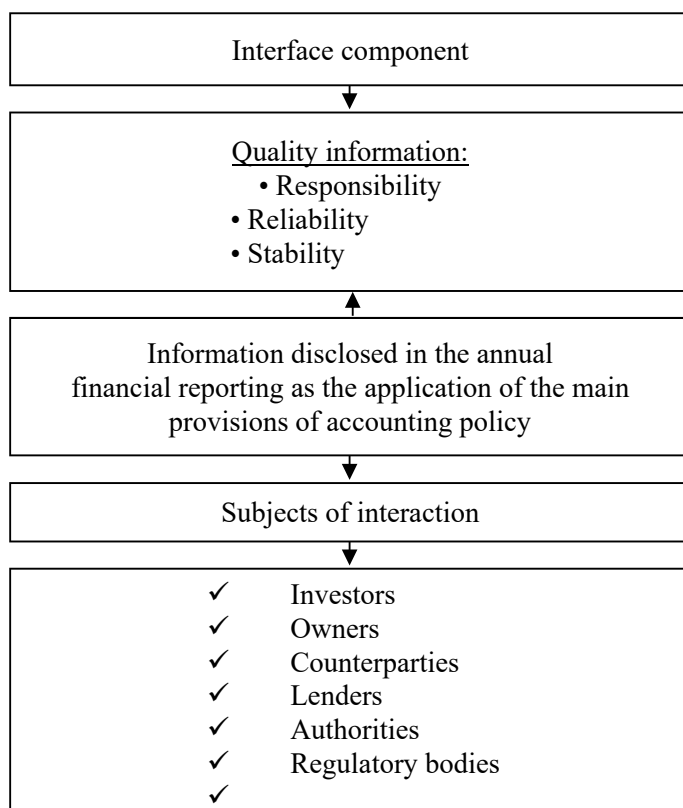 Interface component
Quality information:
• Responsibility
• Reliability
• Stability
Information disclosed in the annual
financial reporting as the application of the main
provisions of accounting policy
Subjects of interaction
✓ Investors
✓ Owners
✓ Counterparties
✓ Lenders
✓ Authorities
✓ Regulatory bodies
✓